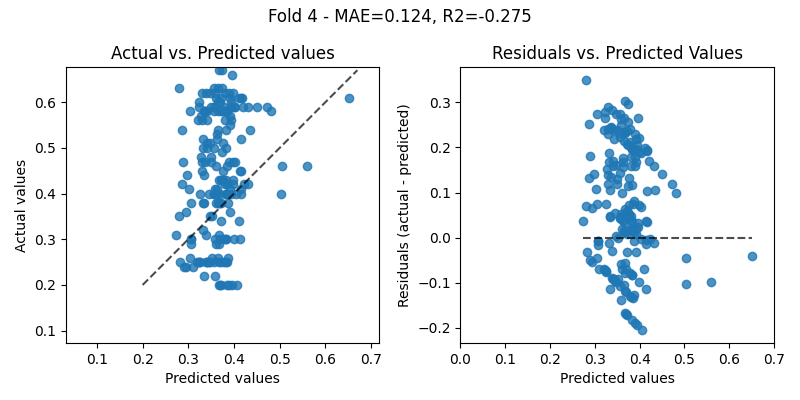 Fold 4 - MAE=0.124, R2=-0.275
Actual vs. Predicted values
Actual values
0.6
0.5
0.4
0.3
0.2
0.1
0.1 0.2 0.3 0.4 0.5 0.6 0.7
Predicted values
Residuals vs. Predicted Values
Residuals (actual - predicted)
0.3
0.2
0.1
0.0
−0.1
−0.2
0.0 0.1 0.2 0.3 0.4 0.5 0.6 0.7
Predicted values